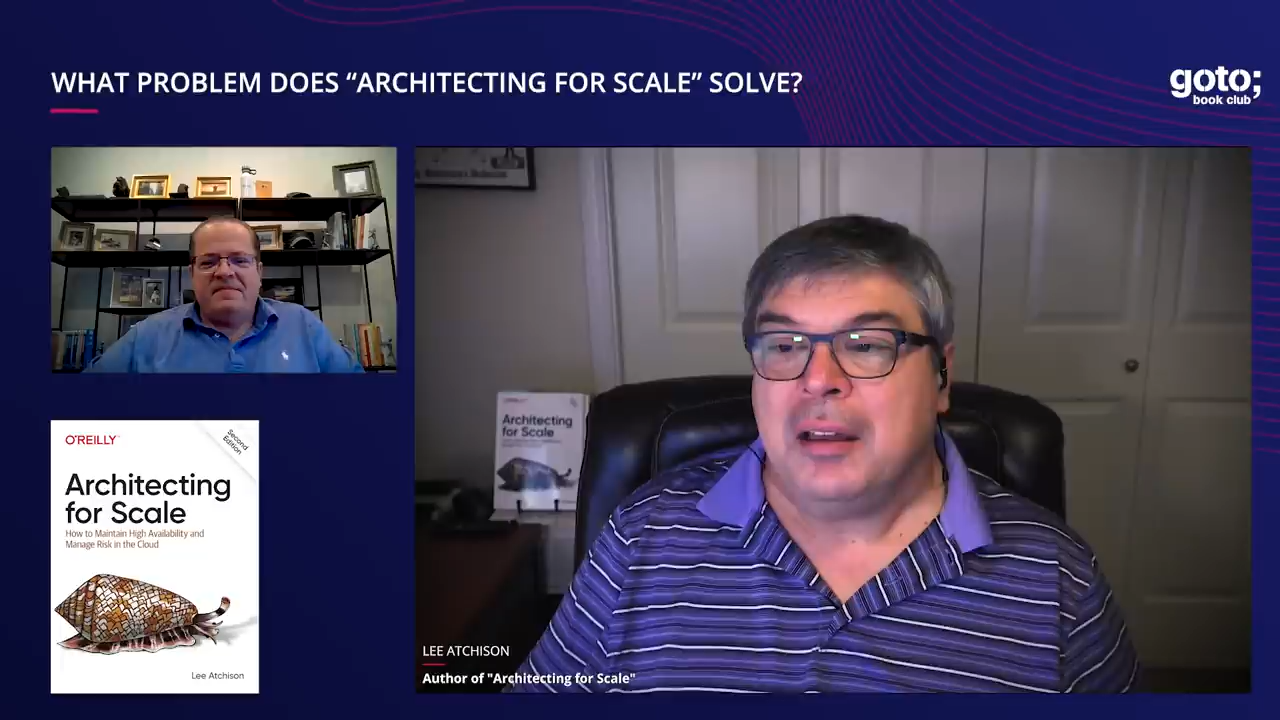 WHAT PROBLEM DOES “ARCHITECTING FOR SCALE” SOLVE?
goto;
book club
O'REILLY
Second
Edition
Architecting
for Scale
How to Maintain High Availability and
Manage Risk in the Cloud
Lee Atchison
O'REILLY
Architecting
for Scale
LEE ATCHISON
Author of "Architecting for Scale"